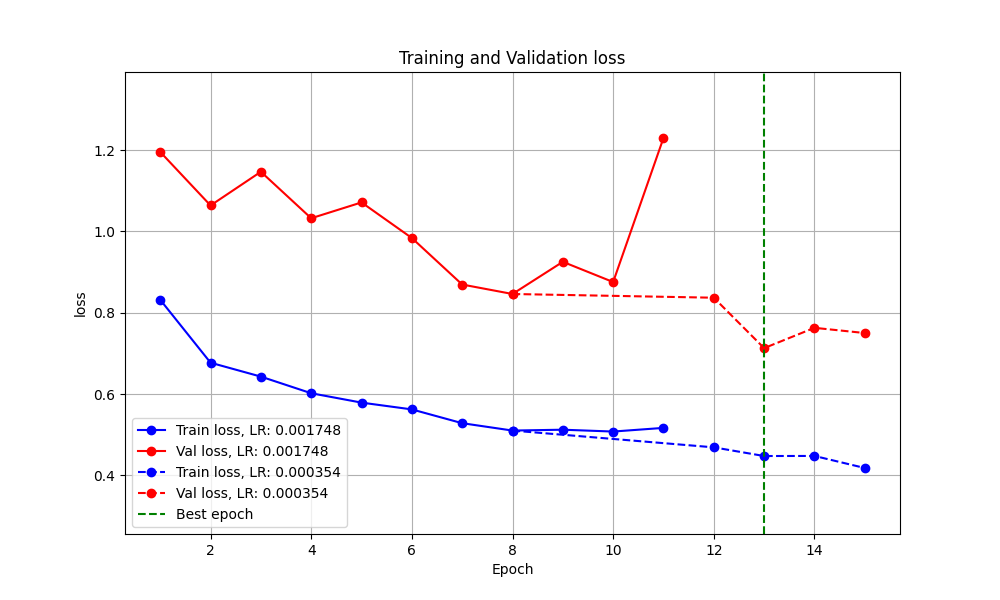 Training and Validation loss
1.2
1.0
0.8
0.6
0.4
loss
Train loss, LR: 0.001748
Val loss, LR: 0.001748
Train loss, LR: 0.000354
Val loss, LR: 0.000354
Best epoch
2 4 6 8 10 12 14
Epoch